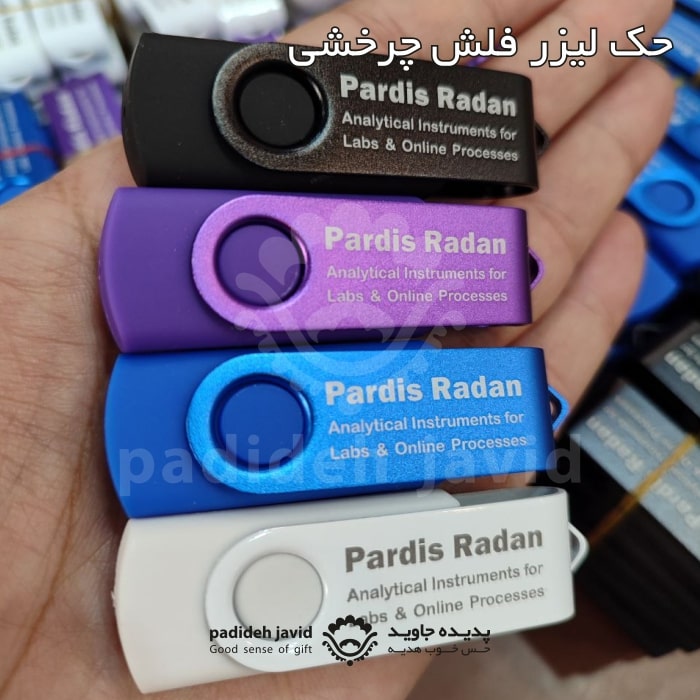 حک لیزر فلش چرخشی
Pardis Radan
Analytical Instruments for
Labs & Online Processes
Pardis Radan
Analytical Instruments for
Labs & Online Processes
Pardis Radan
Analytical Instruments for
Labs & Online Processes
padideh javid
Pardis Radan
Analytical Instruments for
Labs & Online Processes
Radan
padideh javid
Good sense of gift
پدیده جاوید
حس خوب هدیه